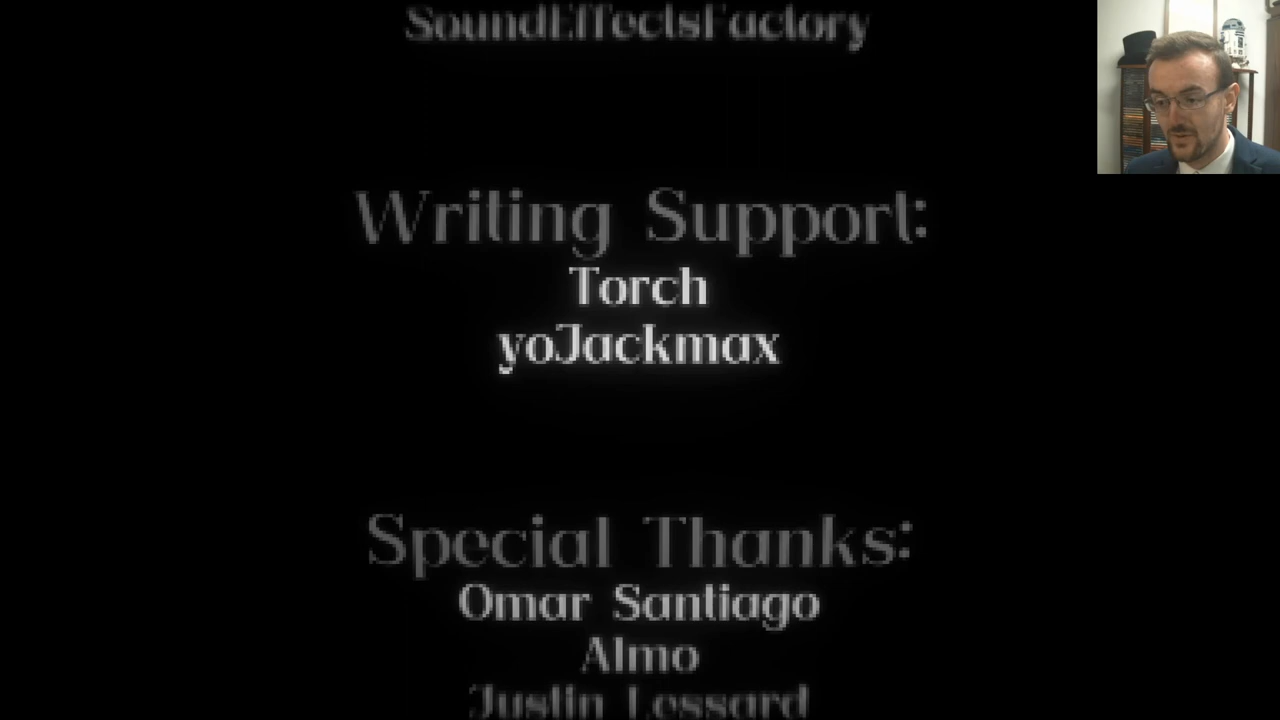 SoundEffectsFactory
Writing Support:
Torch
yoJackmax
Special Thanks:
Omar Santiago
Almo
Justin Lessard